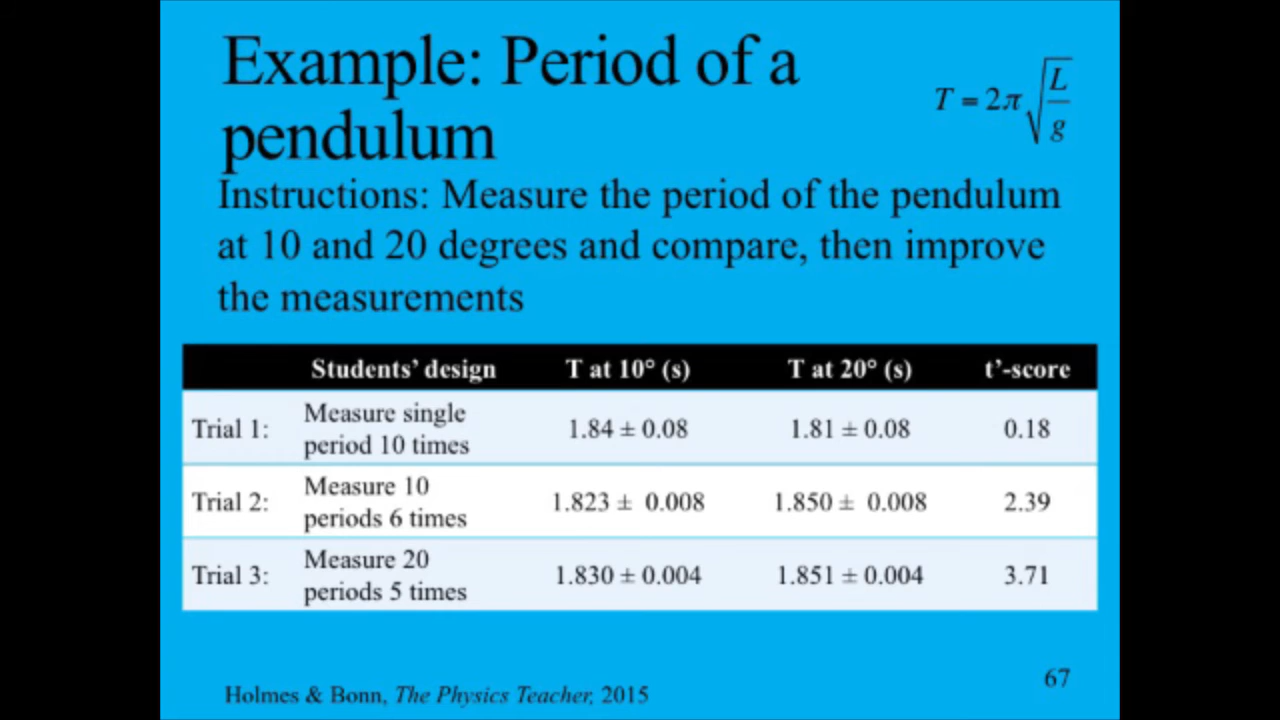 Example: Period of a
pendulum
T = 2π √(L/g)
Instructions: Measure the period of the pendulum
at 10 and 20 degrees and compare, then improve
the measurements
Students’ design T at 10° (s) T at 20° (s) t’-score
Trial 1: Measure single period 10 times 1.84 ± 0.08 1.81 ± 0.08 0.18
Trial 2: Measure 10 periods 6 times 1.823 ± 0.008 1.850 ± 0.008 2.39
Trial 3: Measure 20 periods 5 times 1.830 ± 0.004 1.851 ± 0.004 3.71
67
Holmes & Bonn, The Physics Teacher, 2015